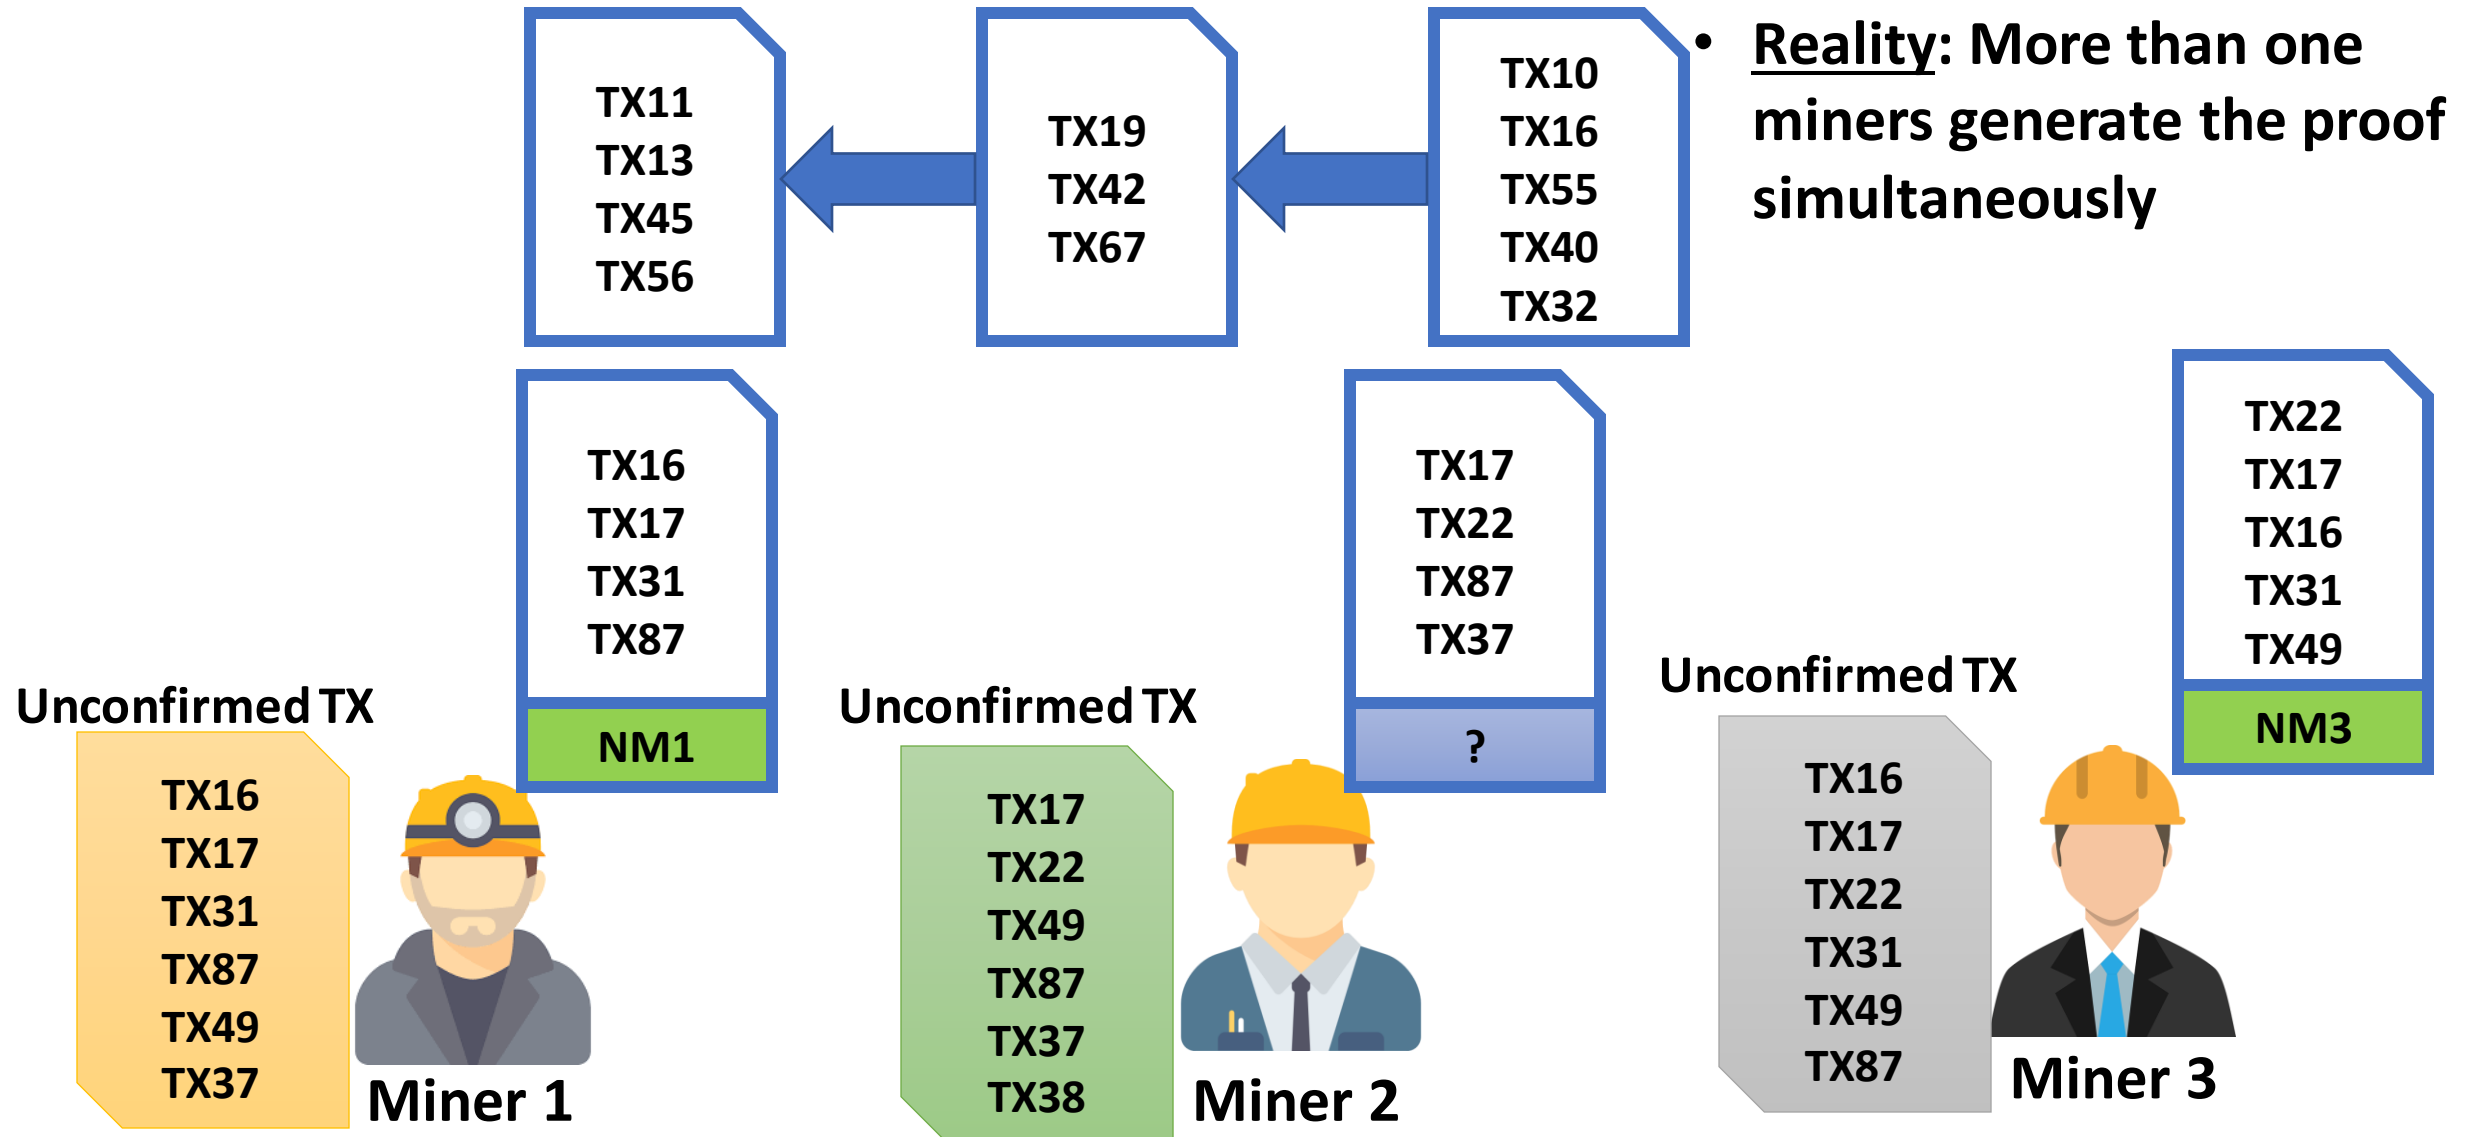 TX11
TX13
TX45
TX56
TX19
TX42
TX67
TX10
TX16
TX55
TX40
TX32
• Reality: More than one
miners generate the proof
simultaneously
TX16
TX17
TX31
TX87
NM1
Unconfirmed TX
TX16
TX17
TX31
TX87
TX49
TX37
Miner 1
TX17
TX22
TX87
TX37
?
Unconfirmed TX
TX17
TX22
TX49
TX87
TX37
TX38
Miner 2
TX22
TX17
TX16
TX31
TX49
NM3
Unconfirmed TX
TX16
TX17
TX22
TX31
TX49
TX87
Miner 3